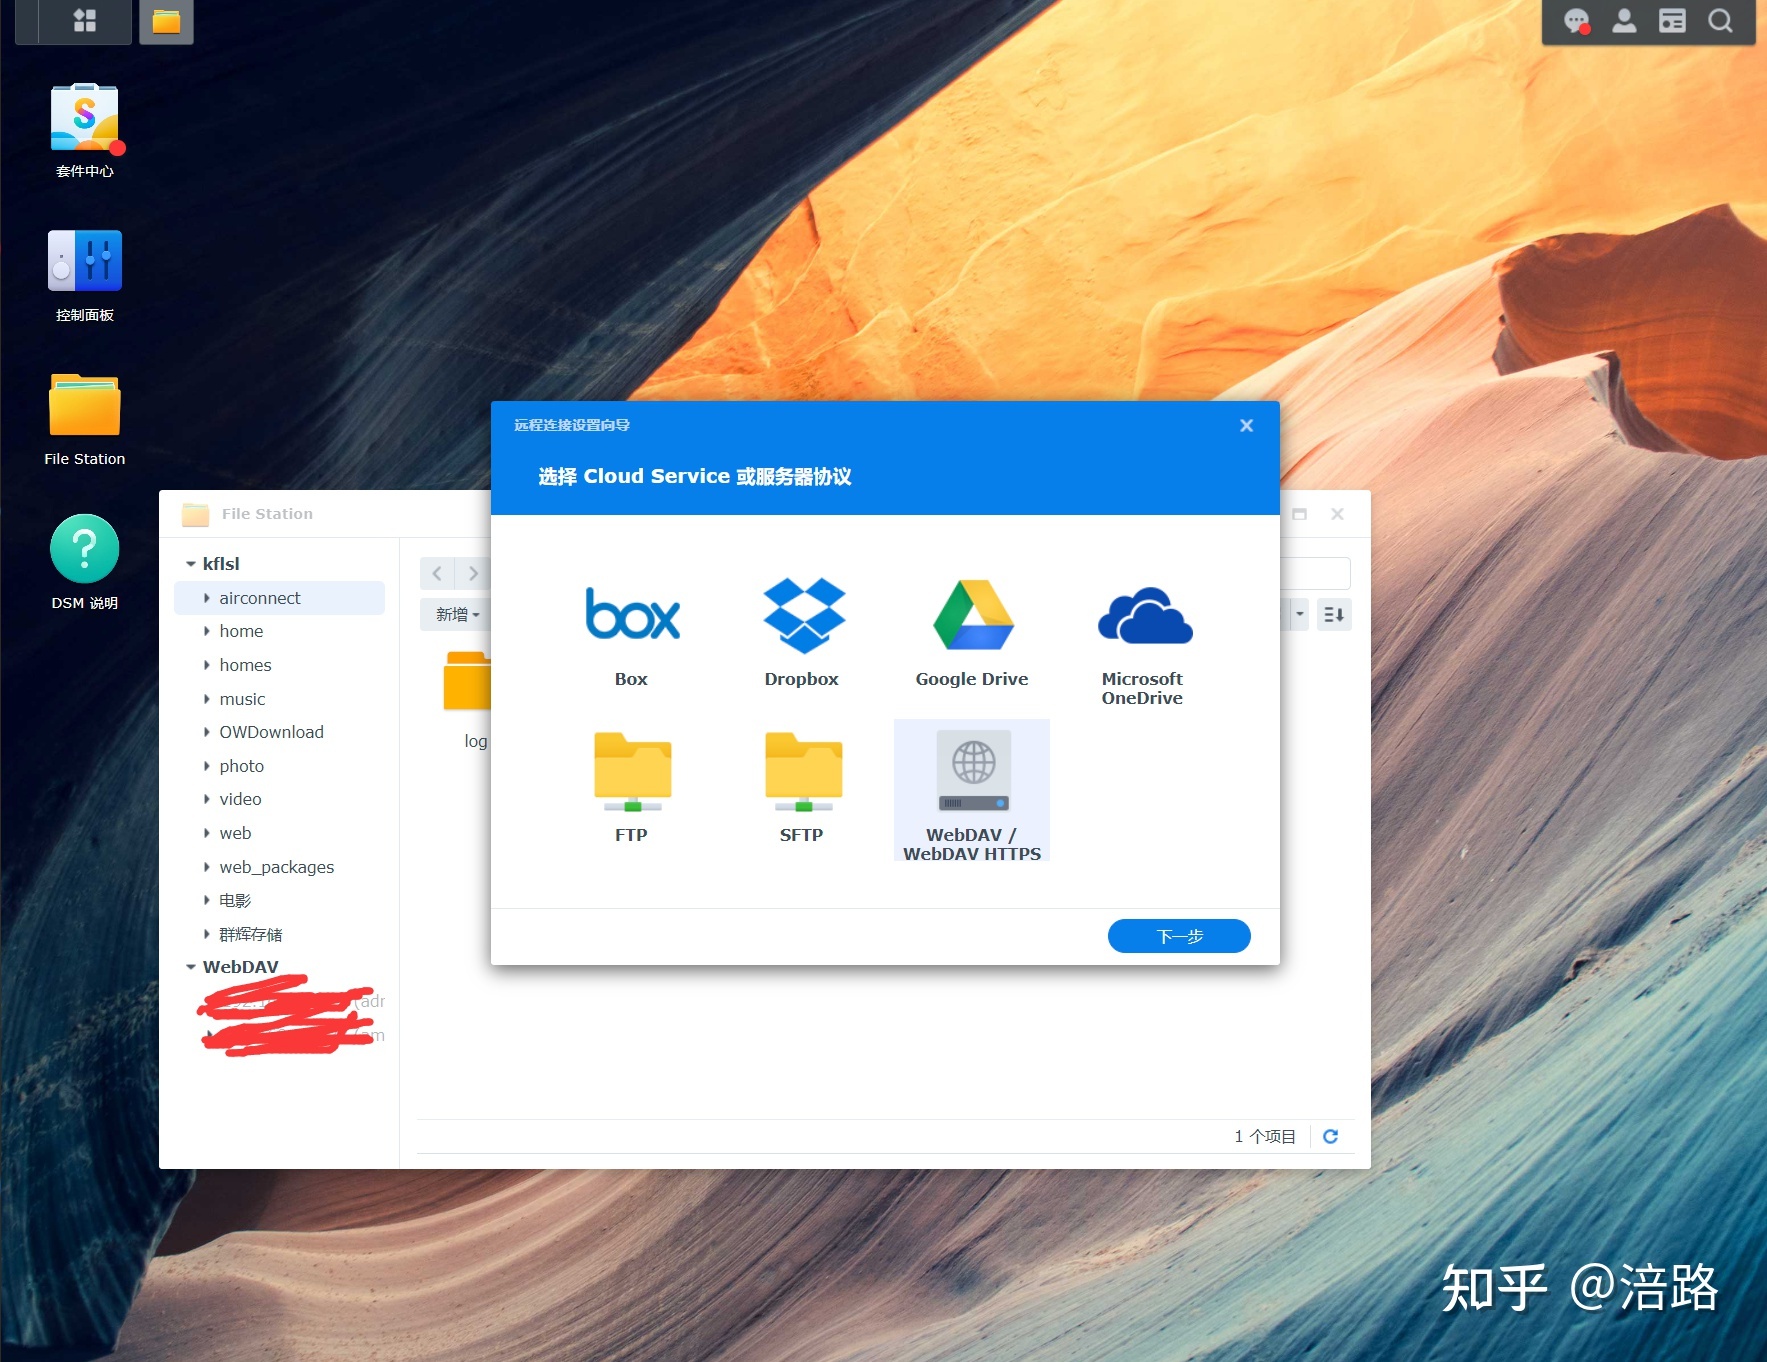 套件中心
控制面板
File Station
DSM 说明
File Station
kflsl
airconnect
home
homes
music
OWDownload
photo
video
web
web_packages
电影
群辉存储
WebDAV
(adr
(am
新增
log
远程连接设置向导
选择 Cloud Service 或服务器协议
box
Box
Dropbox
Google Drive
Microsoft
OneDrive
FTP
SFTP
WebDAV /
WebDAV HTTPS
下一步
1 个项目
知乎 @涪路